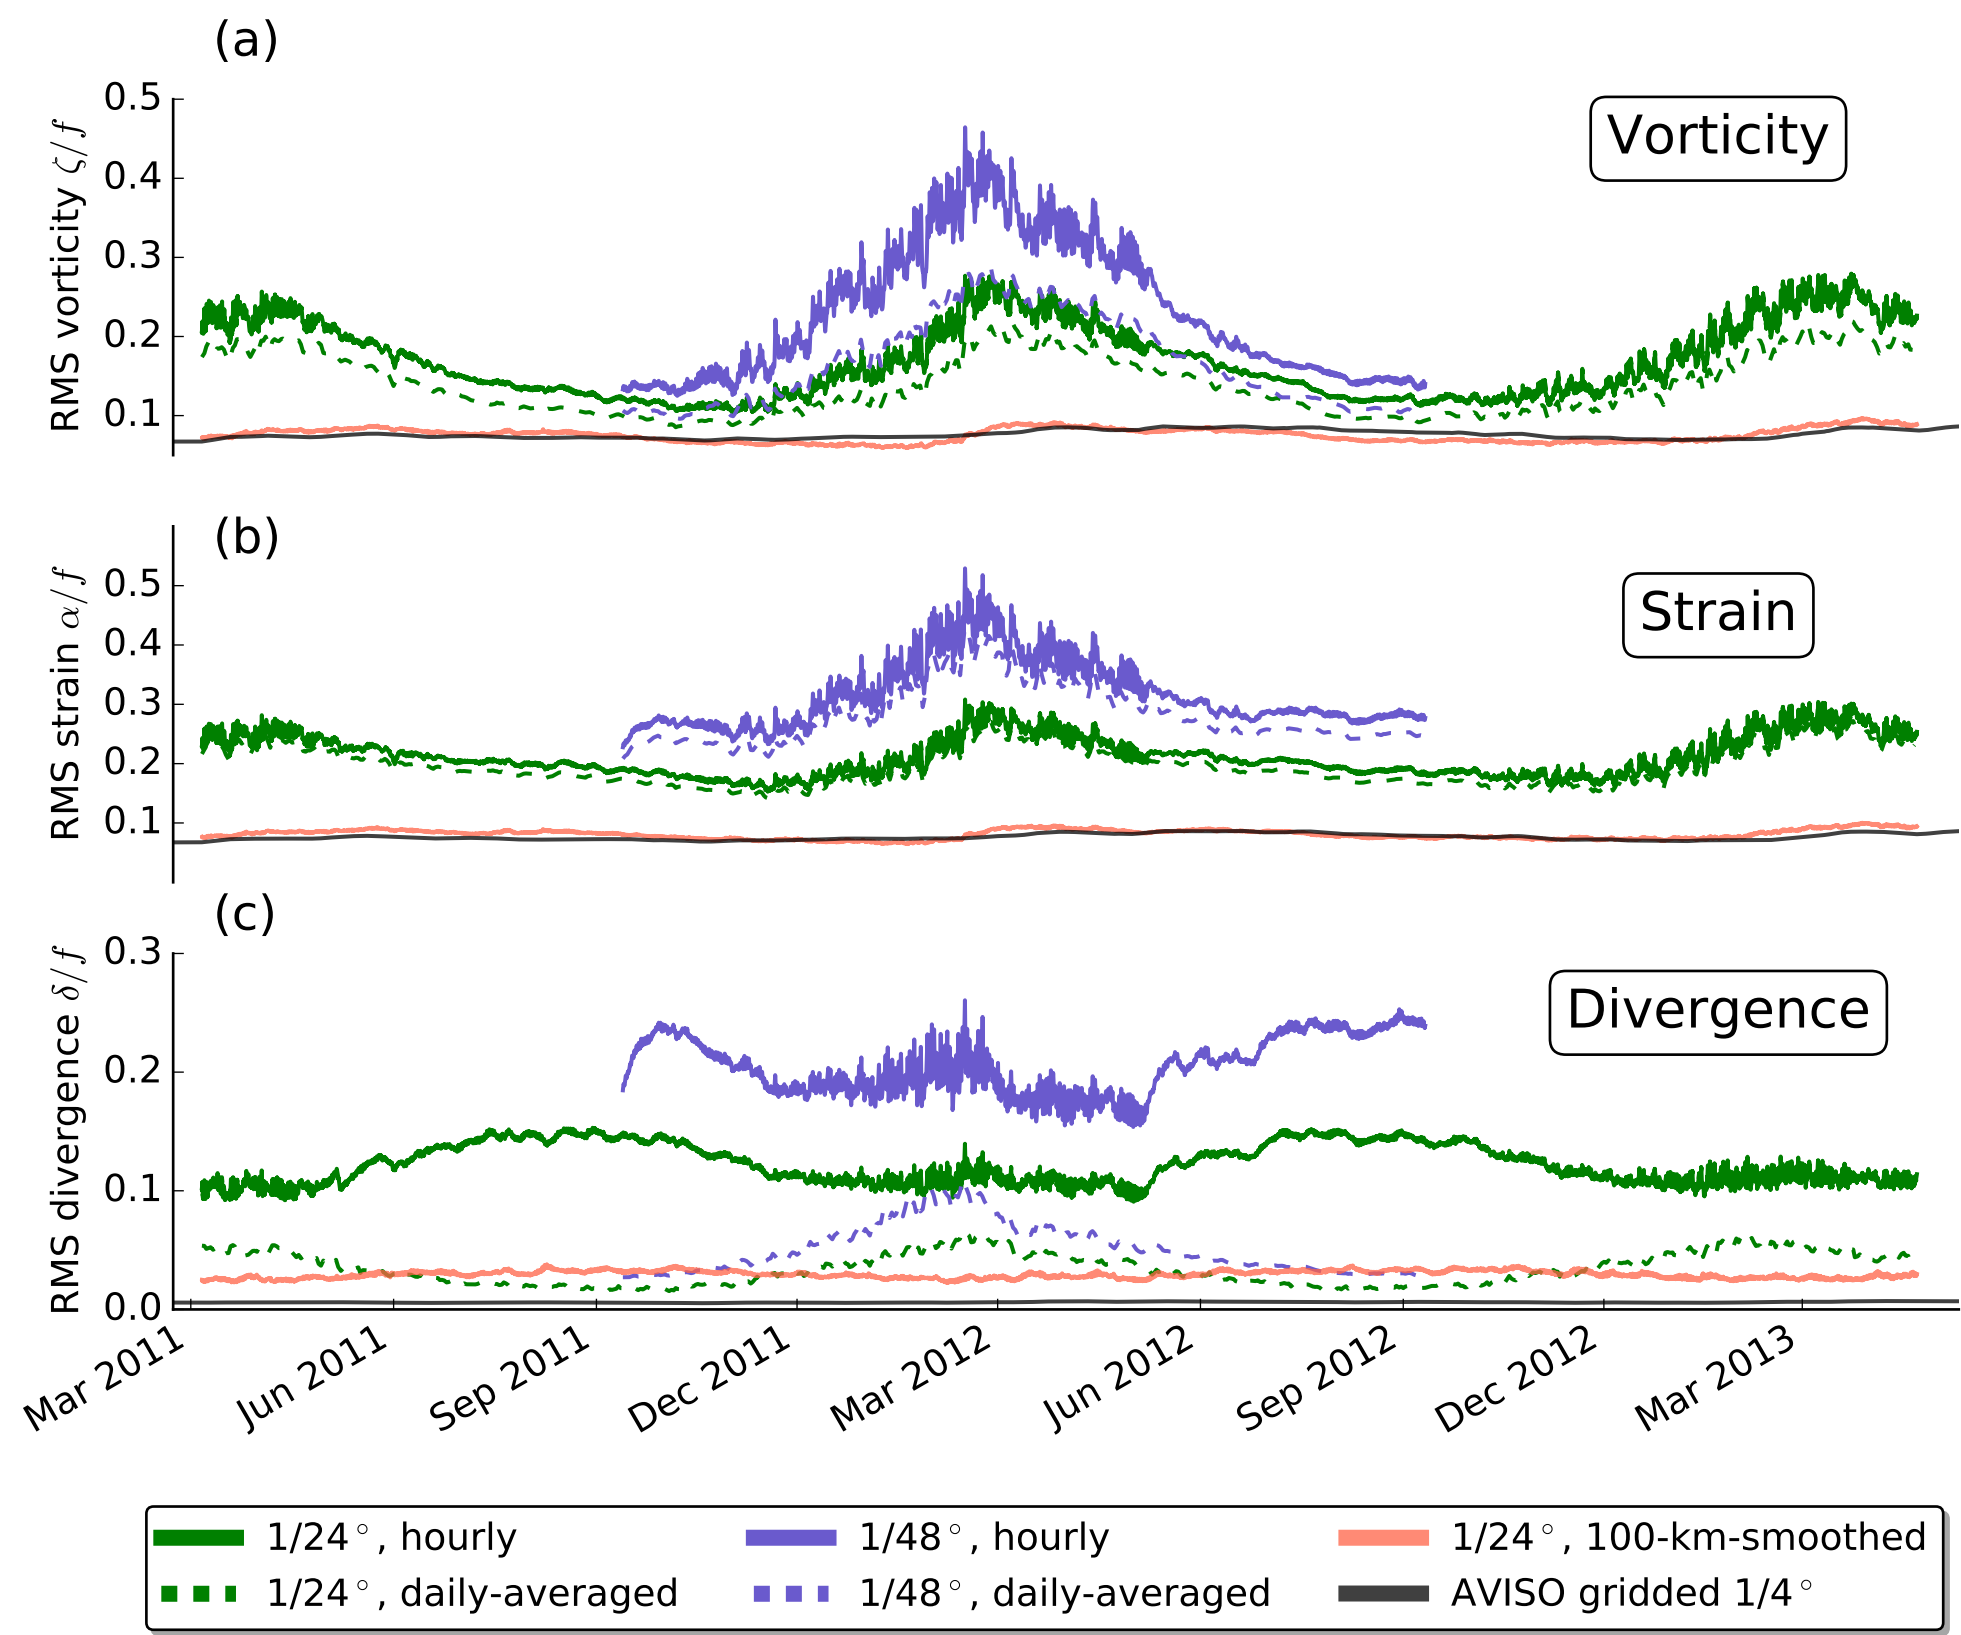 (a)
Vorticity
RMS vorticity ζ/f
0.5
0.4
0.3
0.2
0.1
(b)
Strain
RMS strain α/f
0.5
0.4
0.3
0.2
0.1
(c)
Divergence
RMS divergence δ/f
0.3
0.2
0.1
0.0
Mar 2011
Jun 2011
Sep 2011
Dec 2011
Mar 2012
Jun 2012
Sep 2012
Dec 2012
Mar 2013
1/24°, hourly
1/48°, hourly
1/24°, 100-km-smoothed
1/24°, daily-averaged
1/48°, daily-averaged
AVISO gridded 1/4°